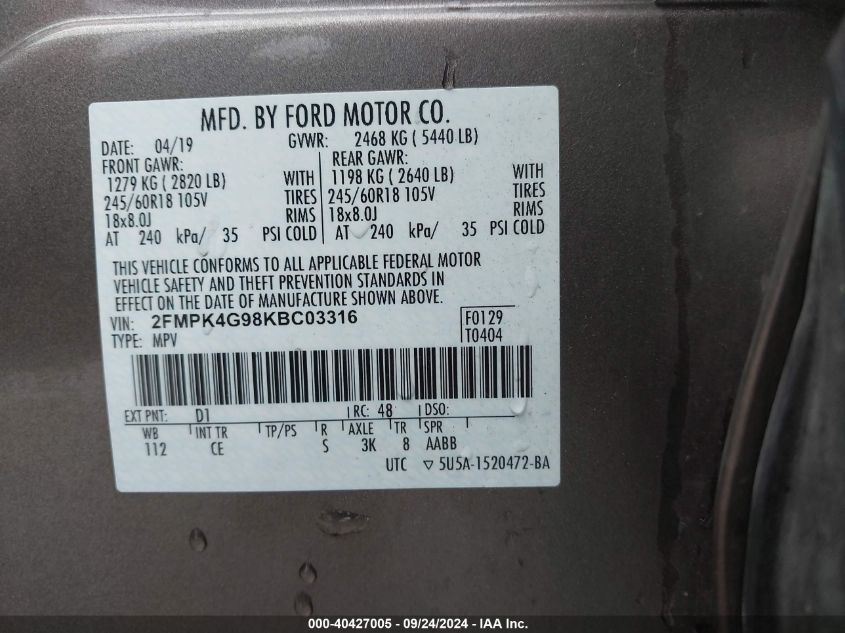 MFD. BY FORD MOTOR CO.
DATE: 04/19 GVWR: 2468 KG ( 5440 LB)
FRONT GAWR: REAR GAWR:
1279 KG ( 2820 LB) WITH 1198 KG ( 2640 LB) WITH
245/60R18 105V TIRES 245/60R18 105V TIRES
18x8.0J RIMS 18x8.0J RIMS
AT 240 kPa/ 35 PSI COLD AT 240 kPa/ 35 PSI COLD
THIS VEHICLE CONFORMS TO ALL APPLICABLE FEDERAL MOTOR
VEHICLE SAFETY AND THEFT PREVENTION STANDARDS IN
EFFECT ON THE DATE OF MANUFACTURE SHOWN ABOVE.
VIN: 2FMPK4G98KBC03316 F0129
TYPE: MPV T0404
EXT PNT: D1 RC: 48 DSO:
WB INT TR TP/PS R AXLE TR SPR
112 CE S 3K 8 AABB
UTC ▽ 5U5A-1520472-BA
000-40427005 - 09/24/2024 - IAA Inc.